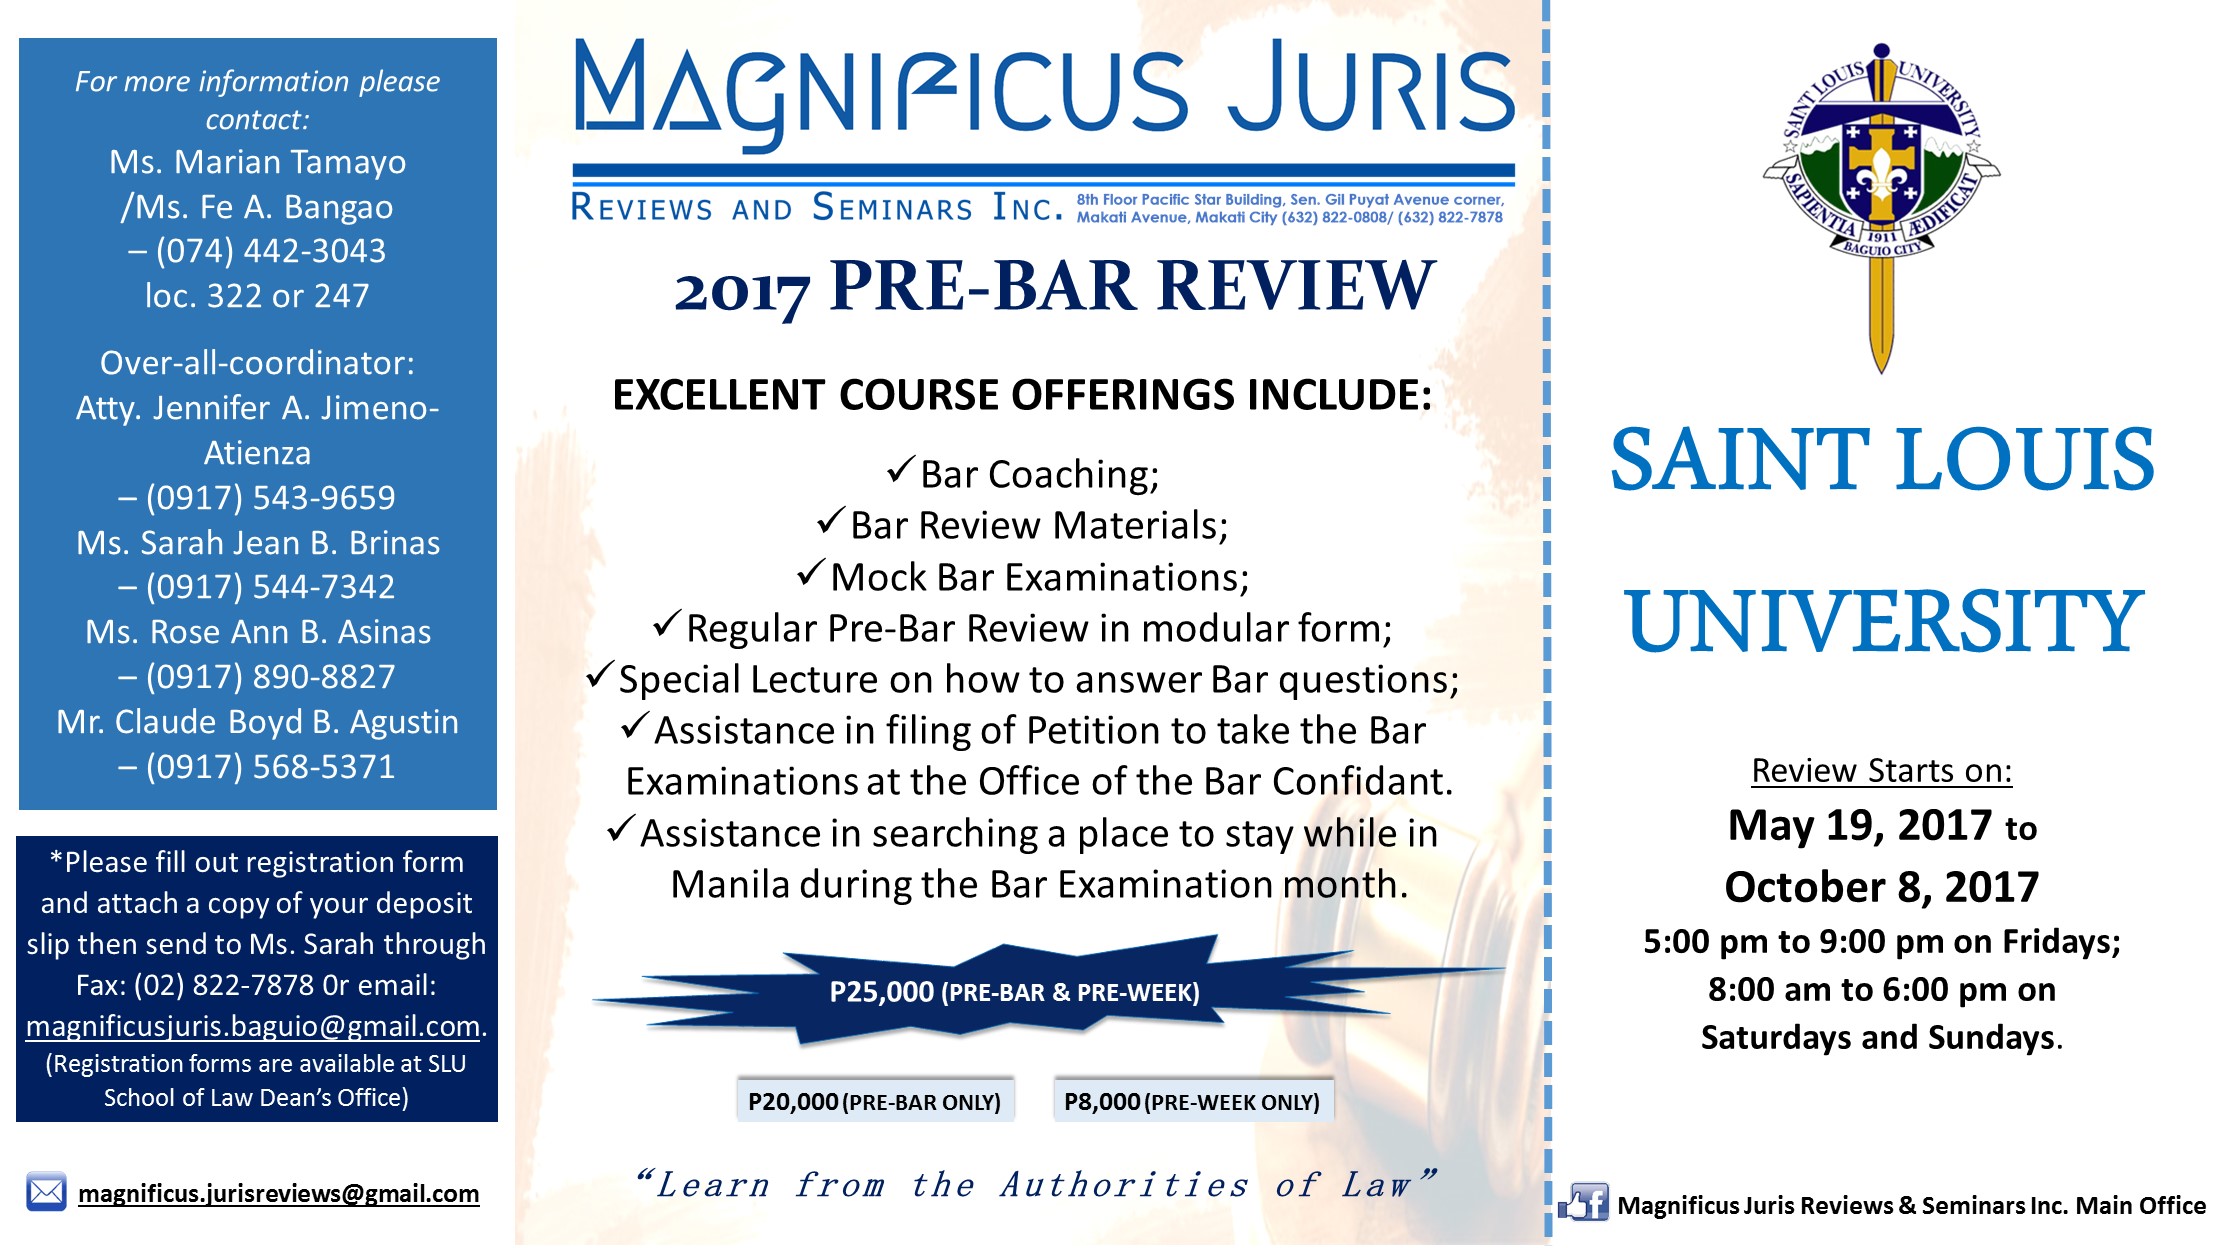 For more information please
contact:
Ms. Marian Tamayo
/Ms. Fe A. Bangao
– (074) 442-3043
loc. 322 or 247
Over-all-coordinator:
Atty. Jennifer A. Jimeno-
Atienza
– (0917) 543-9659
Ms. Sarah Jean B. Brinas
– (0917) 544-7342
Ms. Rose Ann B. Asinas
– (0917) 890-8827
Mr. Claude Boyd B. Agustin
– (0917) 568-5371
*Please fill out registration form
and attach a copy of your deposit
slip then send to Ms. Sarah through
Fax: (02) 822-7878 0r email:
magnificusjuris.baguio@gmail.com.
(Registration forms are available at SLU
School of Law Dean’s Office)
magnificus.jurisreviews@gmail.com
MAGNIFICUS JURIS
REVIEWS AND SEMINARS INC.
8th Floor Pacific Star Building, Sen. Gil Puyat Avenue corner,
Makati Avenue, Makati City (632) 822-0808/ (632) 822-7878
2017 PRE-BAR REVIEW
EXCELLENT COURSE OFFERINGS INCLUDE:
✓Bar Coaching;
✓Bar Review Materials;
✓Mock Bar Examinations;
✓Regular Pre-Bar Review in modular form;
✓Special Lecture on how to answer Bar questions;
✓Assistance in filing of Petition to take the Bar
Examinations at the Office of the Bar Confidant.
✓Assistance in searching a place to stay while in
Manila during the Bar Examination month.
P25,000 (PRE-BAR & PRE-WEEK)
P20,000 (PRE-BAR ONLY)
P8,000 (PRE-WEEK ONLY)
“Learn from the Authorities of Law”
SAINT LOUIS UNIVERSITY
SAPIENTIA ÆDIFICAT
1911
BAGUIO CITY
SAINT LOUIS
UNIVERSITY
Review Starts on:
May 19, 2017 to
October 8, 2017
5:00 pm to 9:00 pm on Fridays;
8:00 am to 6:00 pm on
Saturdays and Sundays.
Magnificus Juris Reviews & Seminars Inc. Main Office